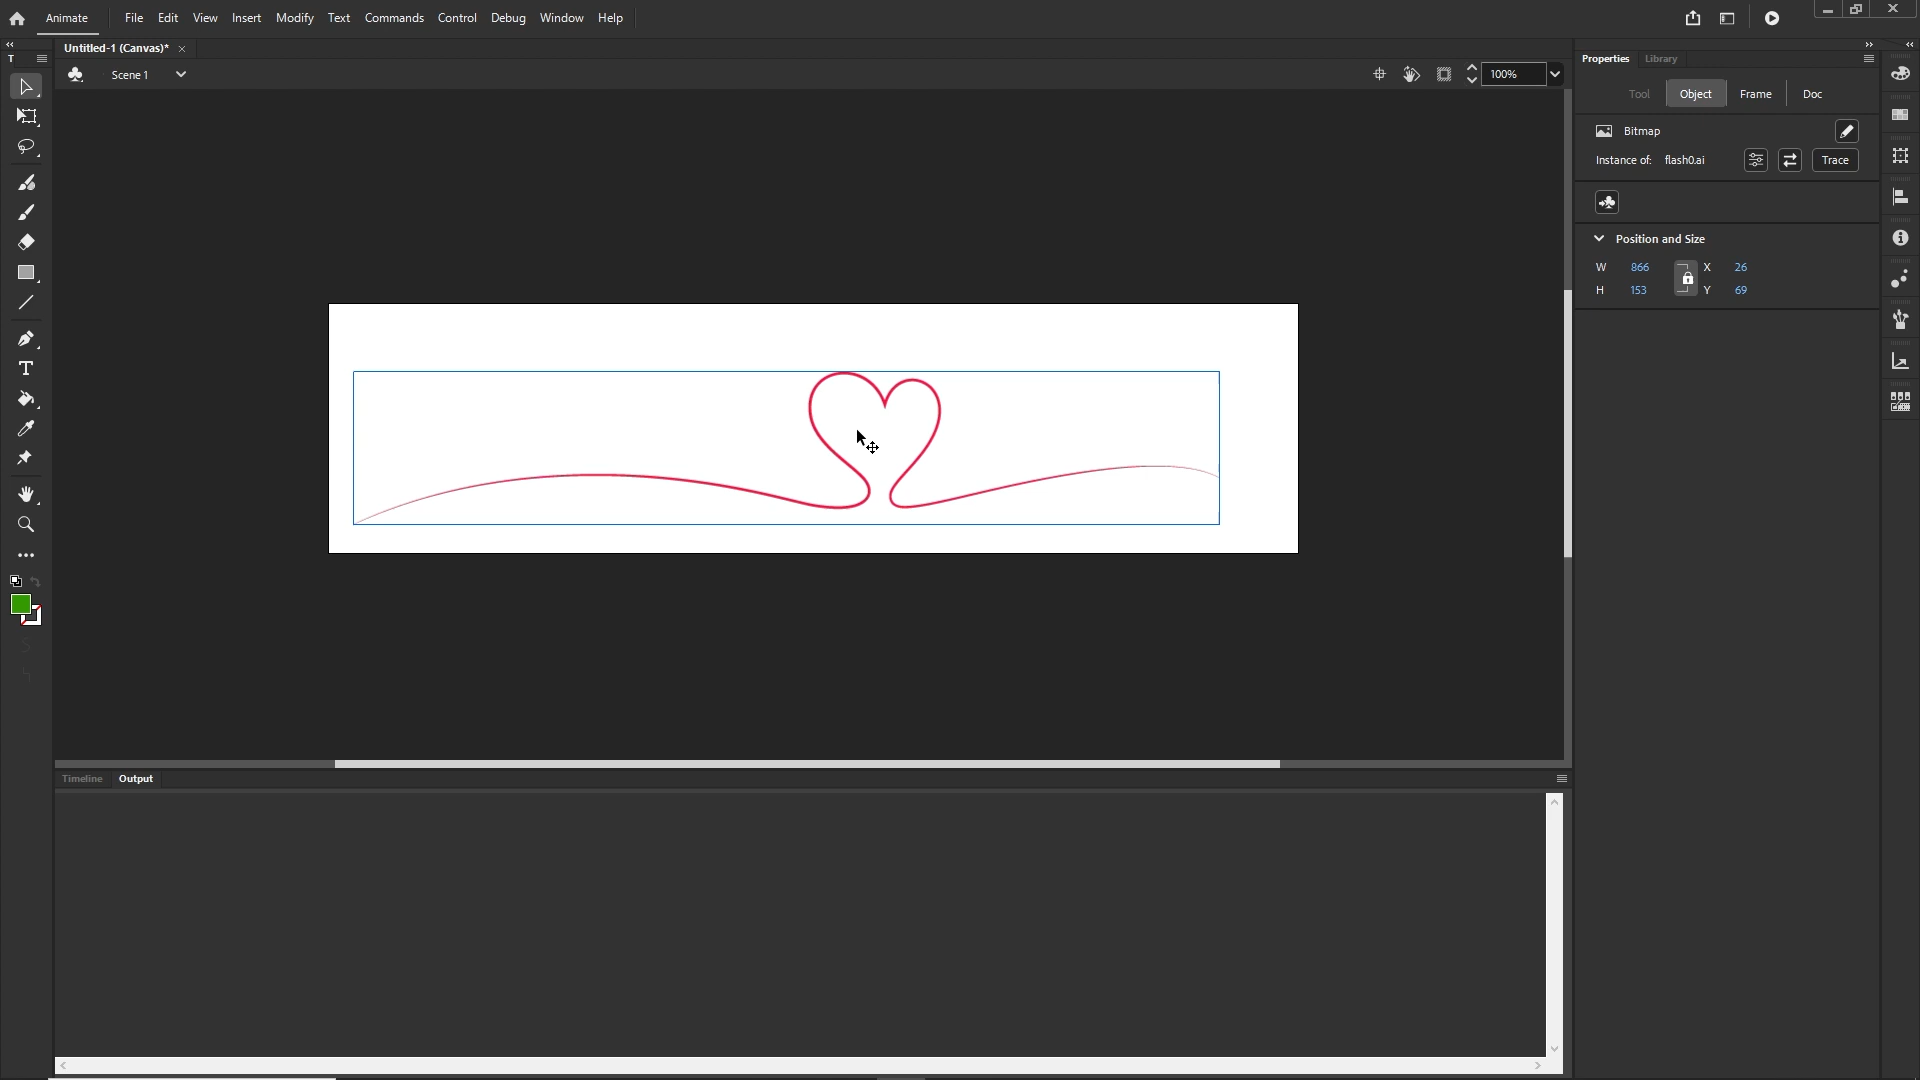 Animate File Edit View Insert Modify Text Commands Control Debug Window Help
T
Untitled-1 (Canvas)*
Scene 1
100%
Properties Library
Tool Object Frame Doc
Bitmap
Instance of: flash0.ai Trace
Position and Size
W 866 X 26
H 153 Y 69
Timeline Output